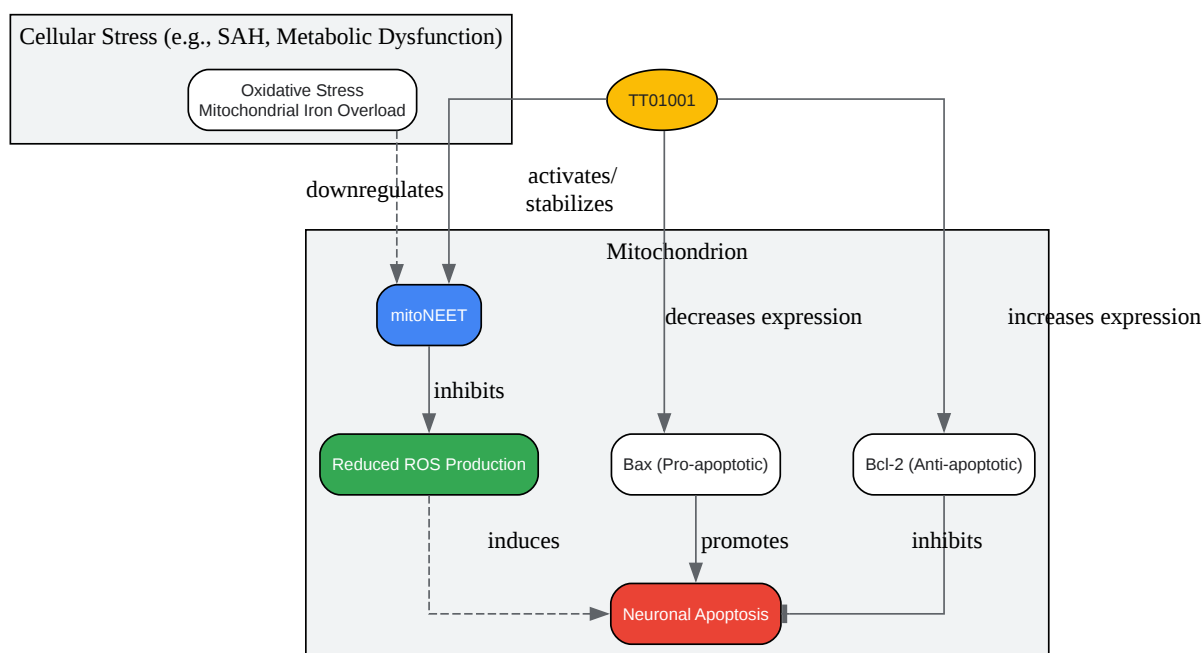 Cellular Stress (e.g., SAH, Metabolic Dysfunction)
Oxidative Stress
Mitochondrial Iron Overload
TT01001
downregulates
activates/
stabilizes
Mitochondrion
mitoNEET
decreases expression
increases expression
inhibits
Reduced ROS Production
Bax (Pro-apoptotic)
Bcl-2 (Anti-apoptotic)
induces
promotes
inhibits
Neuronal Apoptosis